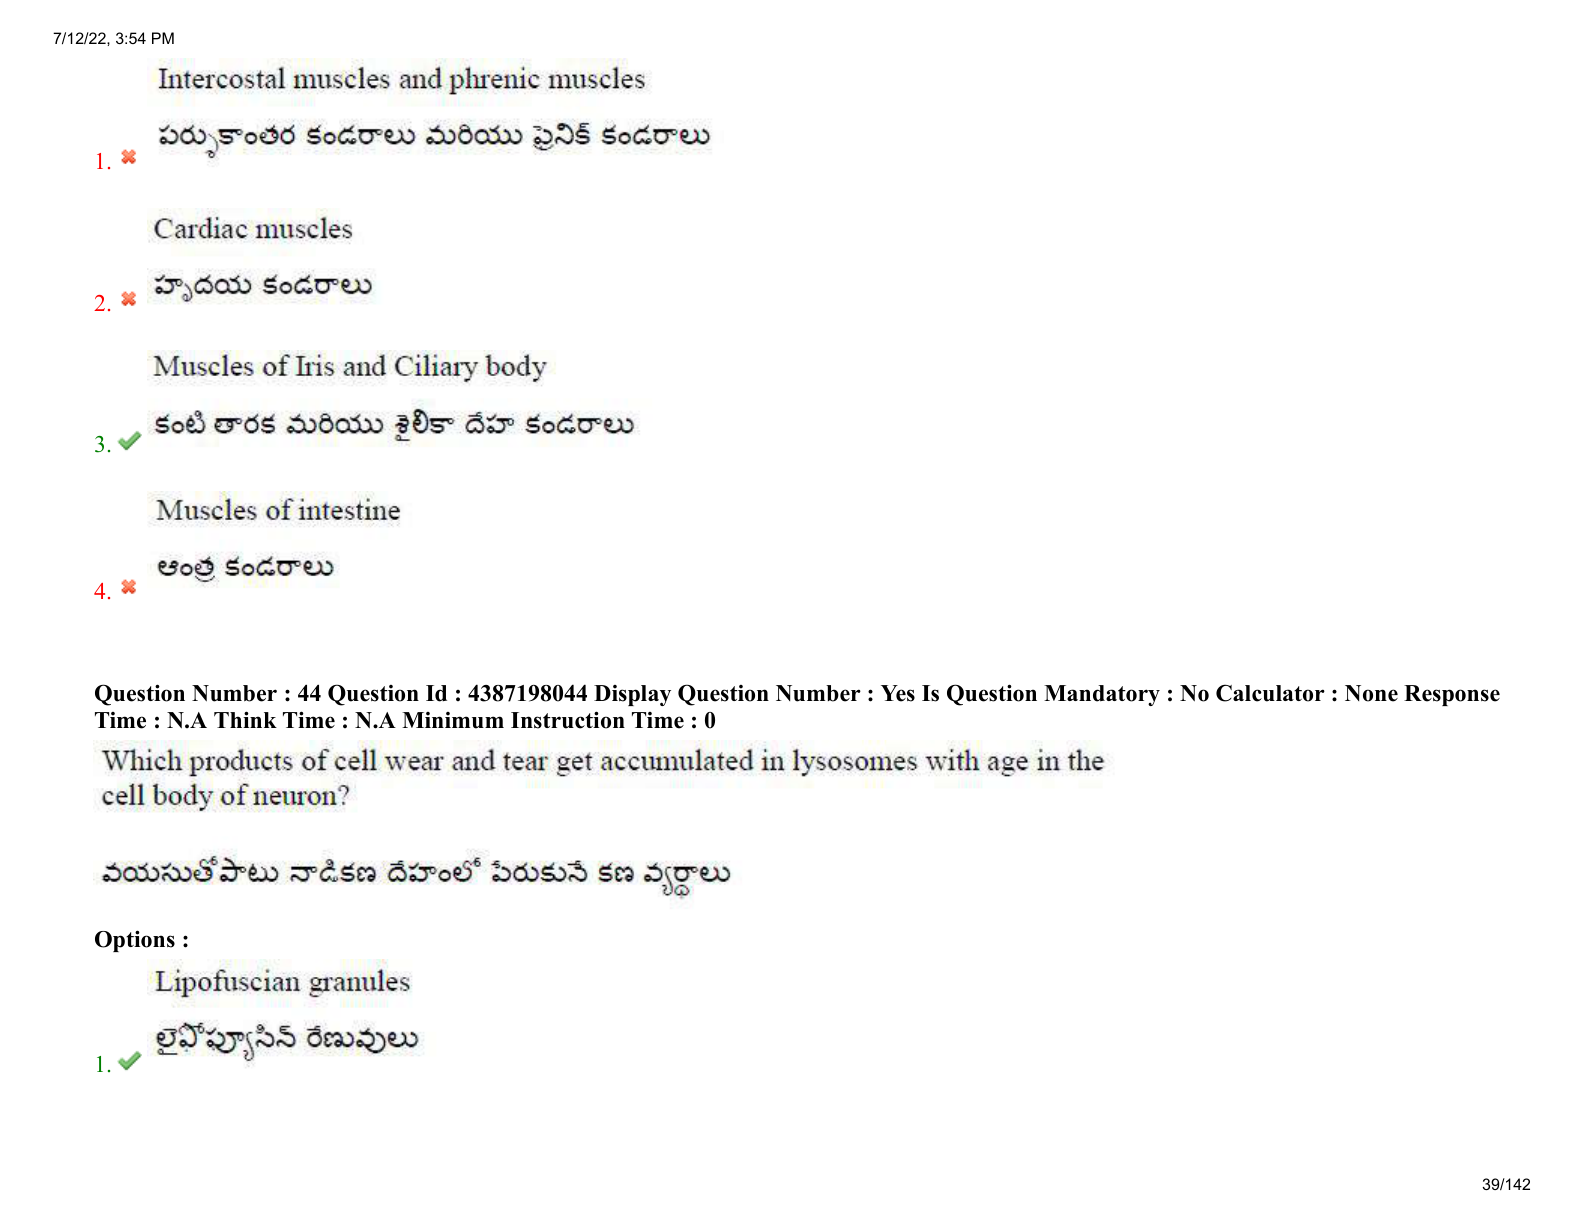 7/12/22, 3:54 PM
Intercostal muscles and phrenic muscles
పర్శుకాంతర కండరాలు మరియు ఫ్రెనిక్ కండరాలు
1.
Cardiac muscles
హృదయ కండరాలు
2.
Muscles of Iris and Ciliary body
కంటి తారక మరియు శైలికా దేహ కండరాలు
3.
Muscles of intestine
ఆంత్ర కండరాలు
4.
Question Number : 44 Question Id : 4387198044 Display Question Number : Yes Is Question Mandatory : No Calculator : None Response
Time : N.A Think Time : N.A Minimum Instruction Time : 0
Which products of cell wear and tear get accumulated in lysosomes with age in the
cell body of neuron?
వయసుతోపాటు నాడికణ దేహంలో పేరుకునే కణ వ్యర్థాలు
Options :
Lipofuscian granules
లైపోఫ్యూసిన్ రేణువులు
1.
39/142